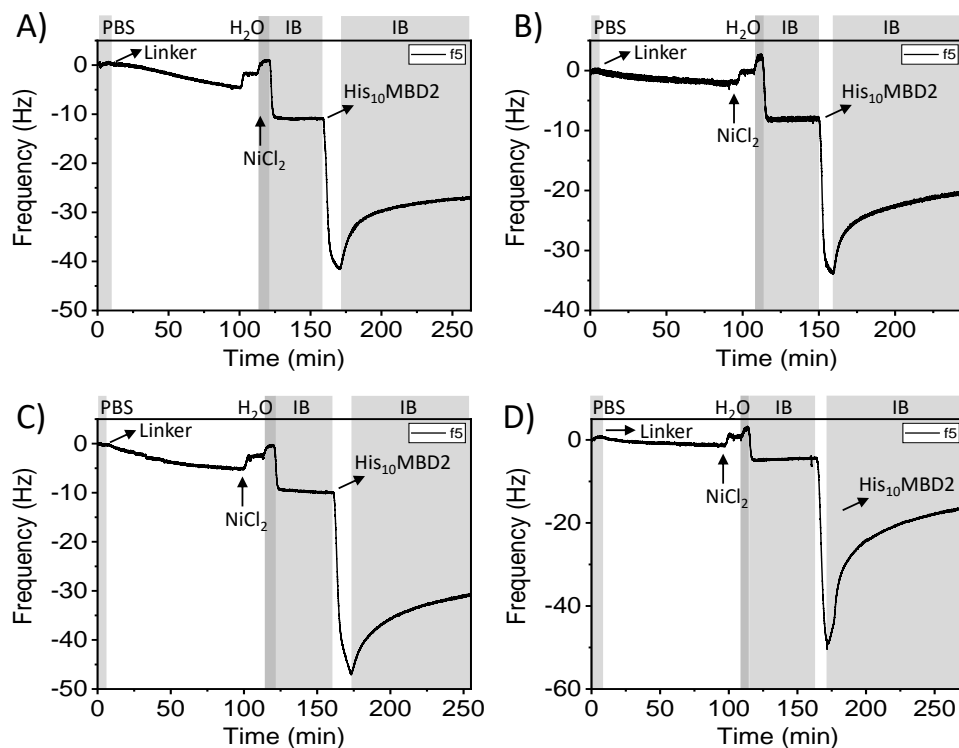 A)
PBS
Linker
H₂O
IB
IB
f5
His₁₀MBD2
NiCl₂
0
-10
-20
-30
-40
-50
Frequency (Hz)
0 50 100 150 200 250
Time (min)
B)
PBS
Linker
H₂O
IB
IB
f5
His₁₀MBD2
NiCl₂
10
0
-10
-20
-30
-40
Frequency (Hz)
0 50 100 150 200
Time (min)
C)
PBS
Linker
H₂O
IB
IB
f5
His₁₀MBD2
NiCl₂
5
0
-10
-20
-30
-40
-50
Frequency (Hz)
0 50 100 150 200 250
Time (min)
D)
PBS
Linker
H₂O
IB
IB
f5
His₁₀MBD2
NiCl₂
5
0
-20
-40
-60
Frequency (Hz)
0 50 100 150 200 250
Time (min)